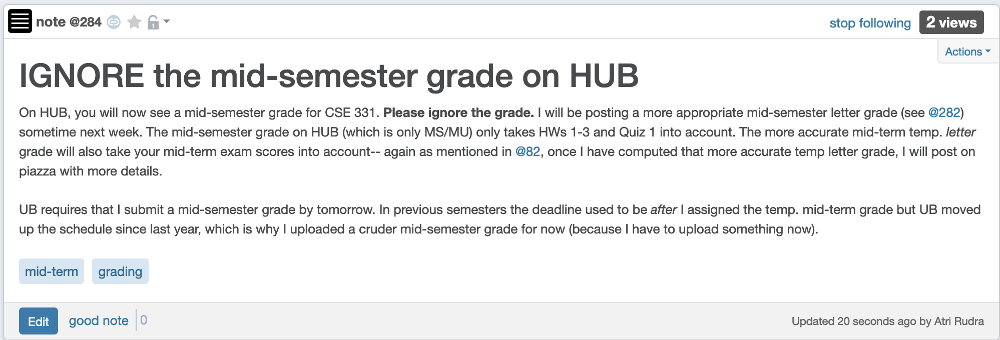 note @284
stop following
2 views
Actions
IGNORE the mid-semester grade on HUB
On HUB, you will now see a mid-semester grade for CSE 331. Please ignore the grade. I will be posting a more appropriate mid-semester letter grade (see @282)
sometime next week. The mid-semester grade on HUB (which is only MS/MU) only takes HWs 1-3 and Quiz 1 into account. The more accurate mid-term temp. letter
grade will also take your mid-term exam scores into account-- again as mentioned in @82, once I have computed that more accurate temp letter grade, I will post on
piazza with more details.
UB requires that I submit a mid-semester grade by tomorrow. In previous semesters the deadline used to be after I assigned the temp. mid-term grade but UB moved
up the schedule since last year, which is why I uploaded a cruder mid-semester grade for now (because I have to upload something now).
mid-term grading
Edit good note 0
Updated 20 seconds ago by Atri Rudra